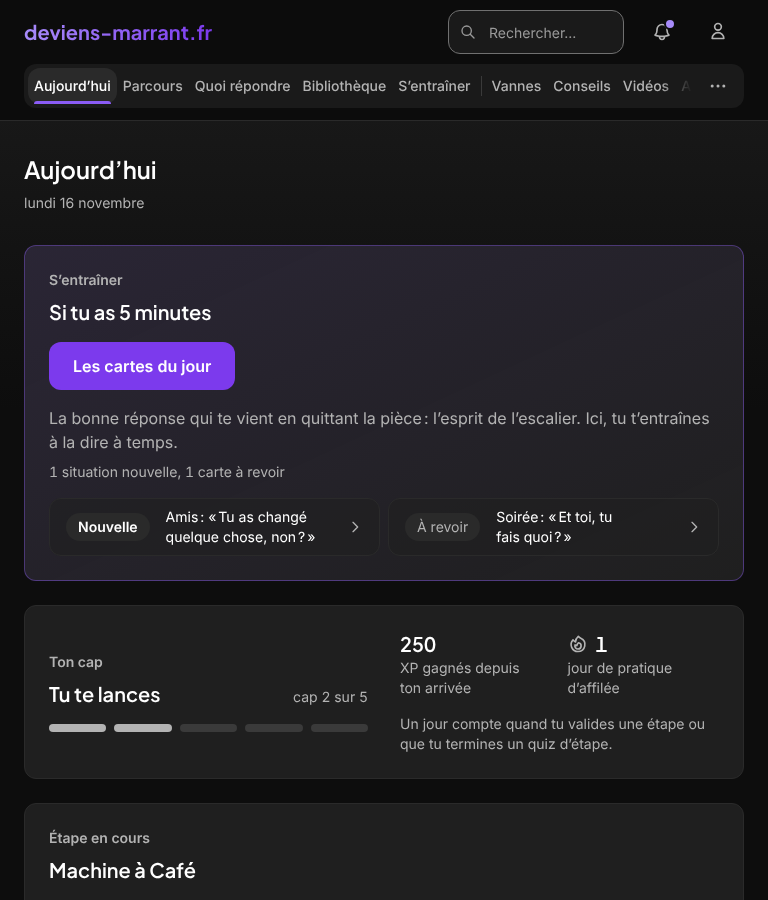 deviens-marrant.fr
Rechercher...
Aujourd’hui
Parcours
Quoi répondre
Bibliothèque
S’entraîner
Vannes
Conseils
Vidéos
Aujourd’hui
lundi 16 novembre
S’entraîner
Si tu as 5 minutes
Les cartes du jour
La bonne réponse qui te vient en quittant la pièce : l’esprit de l’escalier. Ici, tu t’entraînes
à la dire à temps.
1 situation nouvelle, 1 carte à revoir
Nouvelle
Amis : « Tu as changé
quelque chose, non ? »
À revoir
Soirée : « Et toi, tu
fais quoi ? »
Ton cap
Tu te lances
cap 2 sur 5
250
XP gagnés depuis
ton arrivée
1
jour de pratique
d’affilée
Un jour compte quand tu valides une étape ou
que tu termines un quiz d’étape.
Étape en cours
Machine à Café